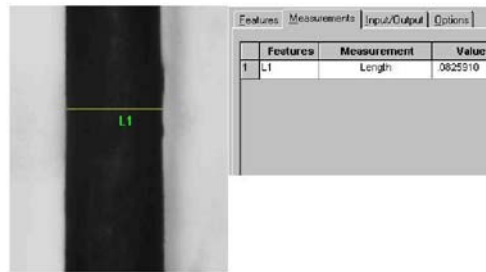 Features Measurements Input/Output Options
Features Measurement Value
1 L1 Length .0825910
L1